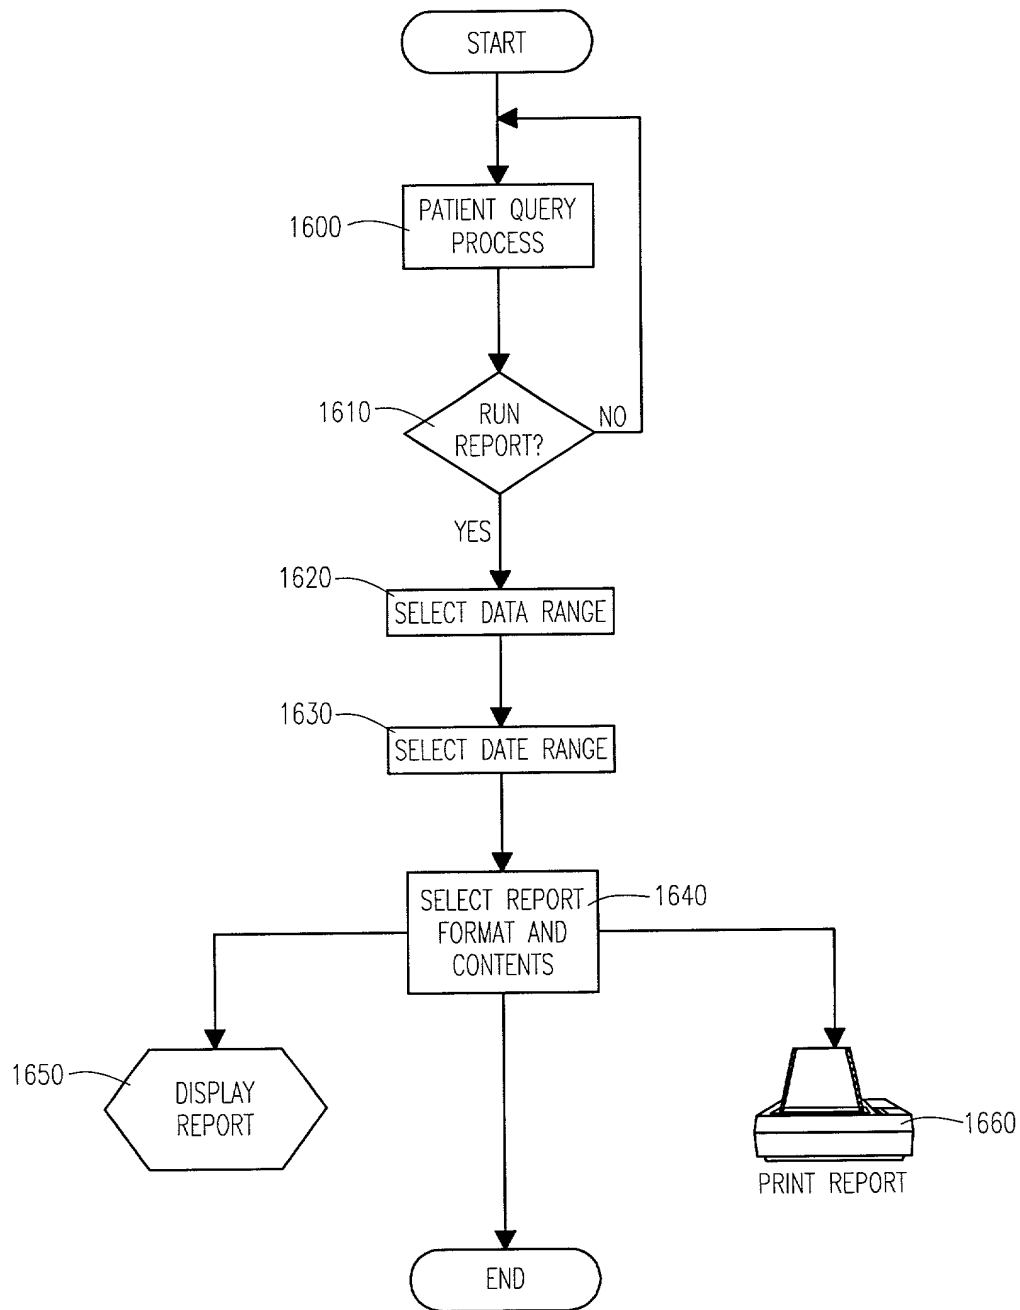 START
1600
PATIENT QUERY
PROCESS
1610
RUN
REPORT?
NO
YES
1620
SELECT DATA RANGE
1630
SELECT DATE RANGE
SELECT REPORT
FORMAT AND
CONTENTS
1640
1650
DISPLAY
REPORT
1660
PRINT REPORT
END